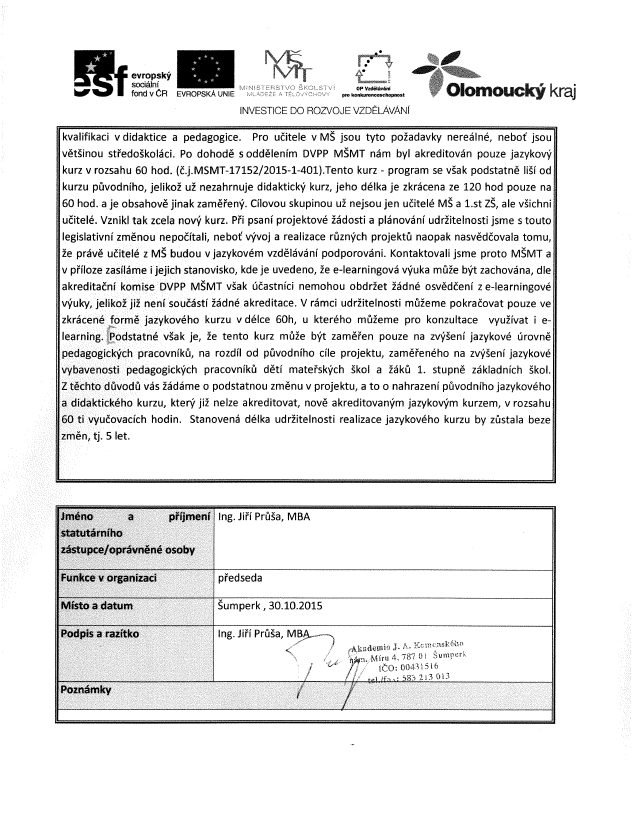 esf evropský
sociální
fond v ČR
EVROPSKÁ UNIE
MINISTERSTVO ŠKOLSTVÍ
MLÁDEŽE A TĚLOVÝCHOVY
OP Vzdělávání
pro konkurenceschopnost
Olomoucký kraj
INVESTICE DO ROZVOJE VZDĚLÁVÁNÍ
kvalifikaci v didaktice a pedagogice. Pro učitele v MŠ jsou tyto požadavky nereálné, neboť jsou
většinou středoškoláci. Po dohodě s oddělením DVPP MŠMT nám byl akreditován pouze jazykový
kurz v rozsahu 60 hod. (č.j.MSMT-17152/2015-1-401).Tento kurz - program se však podstatně liší od
kurzu původního, jelikož už nezahrnuje didaktický kurz, jeho délka je zkrácena ze 120 hod pouze na
60 hod. a je obsahově jinak zaměřený. Cílovou skupinou už nejsou jen učitelé MŠ a 1.st ZŠ, ale všichni
učitelé. Vznikl tak zcela nový kurz. Při psaní projektové žádosti a plánování udržitelnosti jsme s touto
legislativní změnou nepočítali, neboť vývoj a realizace různých projektů naopak nasvědčovala tomu,
že právě učitelé z MŠ budou v jazykovém vzdělávání podporováni. Kontaktovali jsme proto MŠMT a
v příloze zasíláme i jejich stanovisko, kde je uvedeno, že e-learningová výuka může být zachována, dle
akreditační komise DVPP MŠMT však účastníci nemohou obdržet žádné osvědčení z e-learningové
výuky, jelikož již není součástí žádné akreditace. V rámci udržitelnosti můžeme pokračovat pouze ve
zkrácené formě jazykového kurzu v délce 60h, u kterého můžeme pro konzultace využívat i e-
learning. Podstatné však je, že tento kurz může být zaměřen pouze na zvýšení jazykové úrovně
pedagogických pracovníků, na rozdíl od původního cíle projektu, zaměřeného na zvýšení jazykové
vybavenosti pedagogických pracovníků dětí mateřských škol a žáků 1. stupně základních škol.
Z těchto důvodů vás žádáme o podstatnou změnu v projektu, a to o nahrazení původního jazykového
a didaktického kurzu, který již nelze akreditovat, nově akreditovaným jazykovým kurzem, v rozsahu
60 ti vyučovacích hodin. Stanovená délka udržitelnosti realizace jazykového kurzu by zůstala beze
změn, tj. 5 let.
Jméno a příjmení
statutárního
zástupce/oprávněné osoby
Ing. Jiří Průša, MBA
Funkce v organizaci
předseda
Místo a datum
Šumperk , 30.10.2015
Podpis a razítko
Ing. Jiří Průša, MBA
Akademie J. A. Komenského
nám. Míru 4, 787 01 Šumperk
IČO: 00431516
tel./fax: 583 213 013
Poznámky